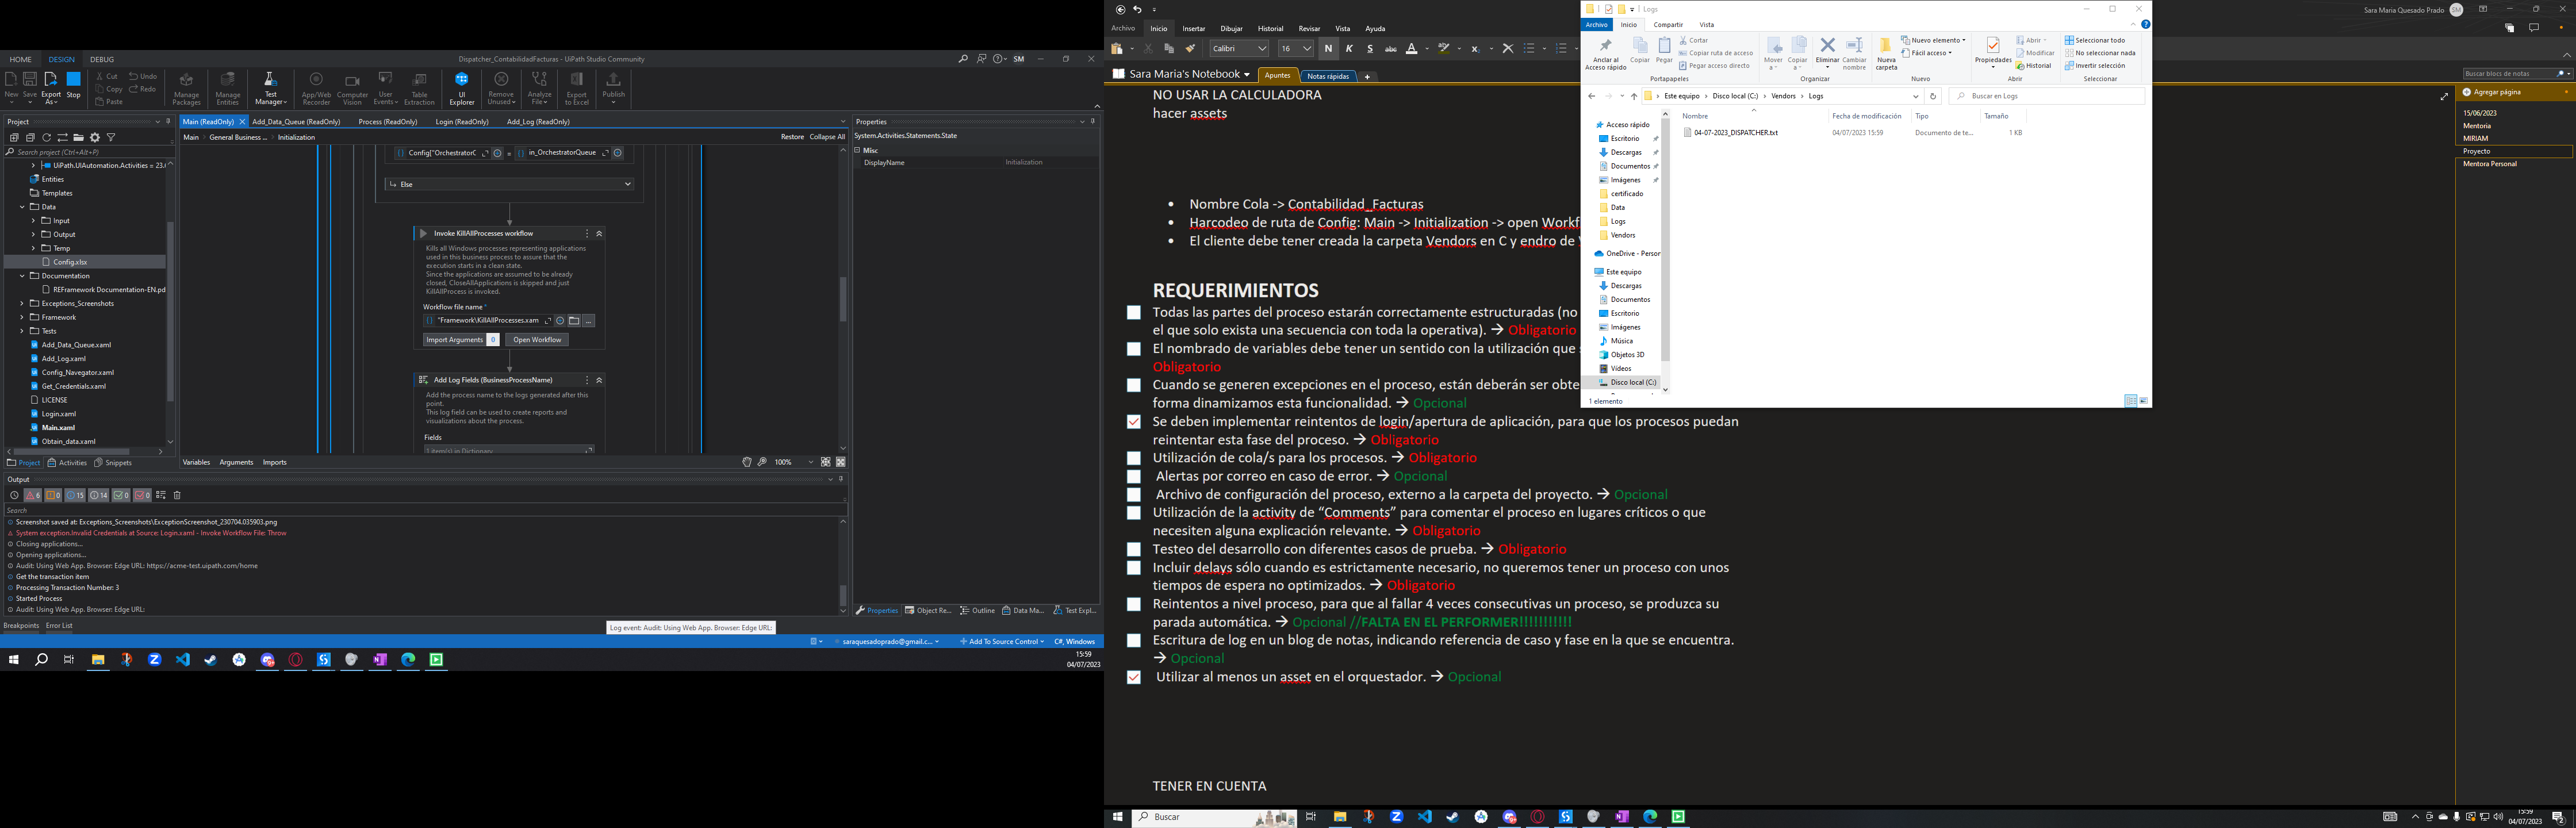 HOME DESIGN DEBUG
Dispatcher_ContabilidadFacturas - UiPath Studio Community
SM
New Save Export As Stop
Cut Undo
Copy Redo
Paste
Manage Packages
Manage Entities
Test Manager
App/Web Recorder
Computer Vision
User Events
Table Extraction
UI Explorer
Remove Unused
Analyze File
Export to Excel
Publish
Project
Search project (Ctrl+Alt+P)
UiPath.UIAutomation.Activities = 23.
Entities
Templates
Data
Input
Output
Temp
Config.xlsx
Documentation
REFramework Documentation-EN.pd
Exceptions_Screenshots
Framework
Tests
Add_Data_Queue.xaml
Add_Log.xaml
Config_Navegator.xaml
Get_Credentials.xaml
LICENSE
Login.xaml
Main.xaml
Obtain_data.xaml
Project Activities Snippets
Main (ReadOnly) Add_Data_Queue (ReadOnly) Process (ReadOnly) Login (ReadOnly) Add_Log (ReadOnly)
Main General Business ... Initialization
Restore Collapse All
Config["OrchestratorC = in_OrchestratorQueue
Else
Invoke KillAllProcesses workflow
Kills all Windows processes representing applications
used in this business process to assure that the
execution starts in a clean state.
Since the applications are assumed to be already
closed, CloseAllApplications is skipped and just
KillAllProcess is invoked.
Workflow file name *
"Framework\KillAllProcesses.xam
Import Arguments 0 Open Workflow
Add Log Fields (BusinessProcessName)
Add the process name to the logs generated after this
point.
This log field can be used to create reports and
visualizations about the process.
Fields
1 item(s) in Dictionary
Variables Arguments Imports
100%
Properties
System.Activities.Statements.State
Misc
DisplayName Initialization
Properties Object Re... Outline Data Ma... Test Expl...
Output
6 0 15 14 0 0
Search
Screenshot saved at: Exceptions_Screenshots\ExceptionScreenshot_230704.035903.png
System exception.Invalid Credentials at Source: Login.xaml - Invoke Workflow File: Throw
Closing applications...
Opening applications...
Audit: Using Web App. Browser: Edge URL: https://acme-test.uipath.com/home
Get the transaction item
Processing Transaction Number: 3
Started Process
Audit: Using Web App. Browser: Edge URL:
Breakpoints Error List
Log event: Audit: Using Web App. Browser: Edge URL:
saraquesadoprado@gmail.c... Add To Source Control C#, Windows
15:59
04/07/2023
Sara Maria Quesado Prado SM
Archivo Inicio Insertar Dibujar Historial Revisar Vista Ayuda
Calibri 16 N K S abc A
Sara Maria's Notebook Apuntes Notas rápidas +
Buscar blocs de notas
Agregar página
15/06/2023
Mentoria
MIRIAM
Proyecto
Mentora Personal
NO USAR LA CALCULADORA
hacer assets
• Nombre Cola -> Contabilidad_Facturas
• Harcodeo de ruta de Config: Main -> Initialization -> open Workf
• El cliente debe tener creada la carpeta Vendors en C y endro de
REQUERIMIENTOS
Todas las partes del proceso estarán correctamente estructuradas (no
el que solo exista una secuencia con toda la operativa). → Obligatorio
El nombrado de variables debe tener un sentido con la utilización que
Obligatorio
Cuando se generen excepciones en el proceso, están deberán ser obte
forma dinamizamos esta funcionalidad. → Opcional
Se deben implementar reintentos de login/apertura de aplicación, para que los procesos puedan
reintentar esta fase del proceso. → Obligatorio
Utilización de cola/s para los procesos. → Obligatorio
Alertas por correo en caso de error. → Opcional
Archivo de configuración del proceso, externo a la carpeta del proyecto. → Opcional
Utilización de la activity de “Comments” para comentar el proceso en lugares críticos o que
necesiten alguna explicación relevante. → Obligatorio
Testeo del desarrollo con diferentes casos de prueba. → Obligatorio
Incluir delays sólo cuando es estrictamente necesario, no queremos tener un proceso con unos
tiempos de espera no optimizados. → Obligatorio
Reintentos a nivel proceso, para que al fallar 4 veces consecutivas un proceso, se produzca su
parada automática. → Opcional //FALTA EN EL PERFORMER!!!!!!!!!!!
Escritura de log en un blog de notas, indicando referencia de caso y fase en la que se encuentra.
→ Opcional
Utilizar al menos un asset en el orquestador. → Opcional
TENER EN CUENTA
Logs
Archivo Inicio Compartir Vista
Anclar al Acceso rápido
Copiar Pegar
Cortar
Copiar ruta de acceso
Pegar acceso directo
Portapapeles
Mover a Copiar a Eliminar Cambiar nombre
Organizar
Nueva carpeta
Nuevo elemento
Fácil acceso
Nuevo
Propiedades
Abrir
Modificar
Historial
Abrir
Seleccionar todo
No seleccionar nada
Invertir selección
Seleccionar
Este equipo Disco local (C:) Vendors Logs
Buscar en Logs
Nombre Fecha de modificación Tipo Tamaño
04-07-2023_DISPATCHER.txt 04/07/2023 15:59 Documento de te... 1 KB
Acceso rápido
Escritorio
Descargas
Documentos
Imágenes
certificado
Data
Logs
Vendors
OneDrive - Persor
Este equipo
Descargas
Documentos
Escritorio
Imágenes
Música
Objetos 3D
Vídeos
Disco local (C:)
1 elemento
Buscar
15:59
04/07/2023
2